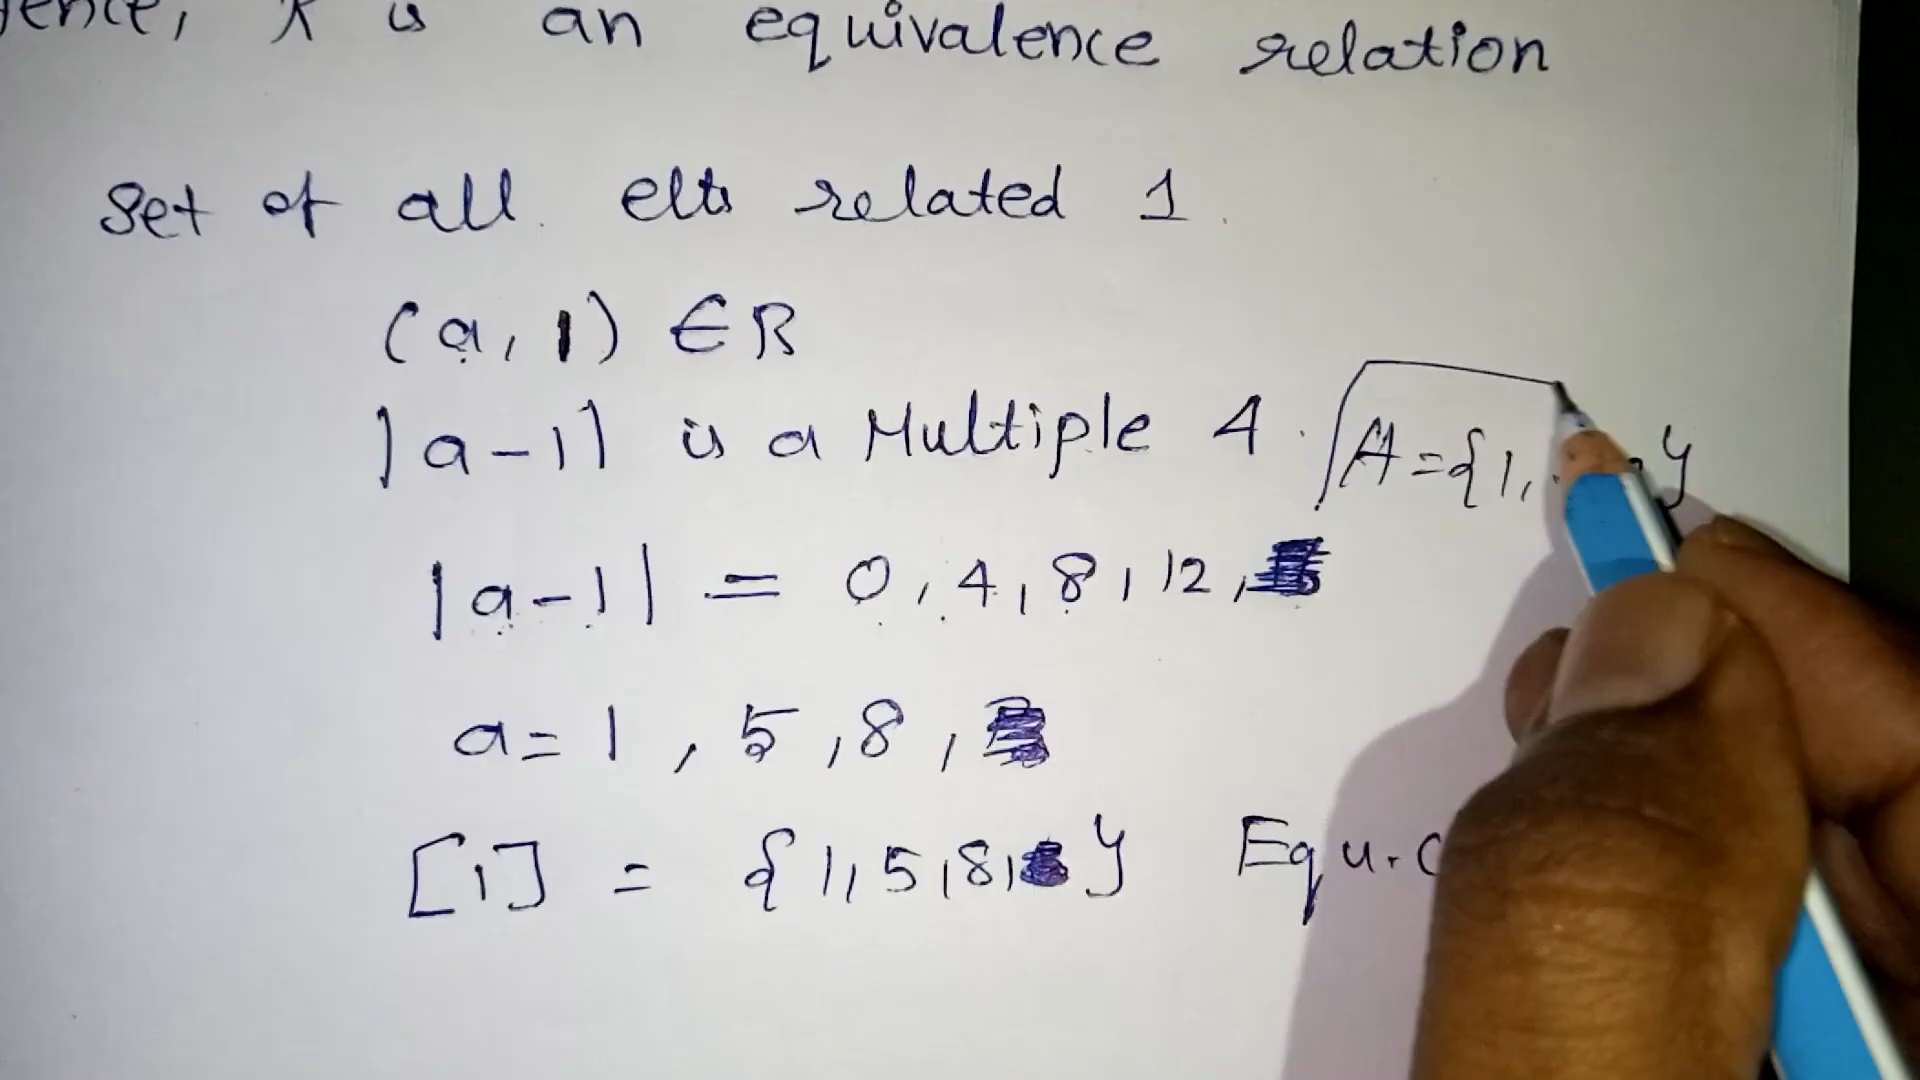 is an equivalence relation
Set of all elts related 1.
(a, 1) ∈ R
|a-1| is a Multiple 4.
A={1,
|a-1| = 0, 4, 8, 12,
a = 1, 5, 8,
[1] = {1, 5, 8, } Equ.